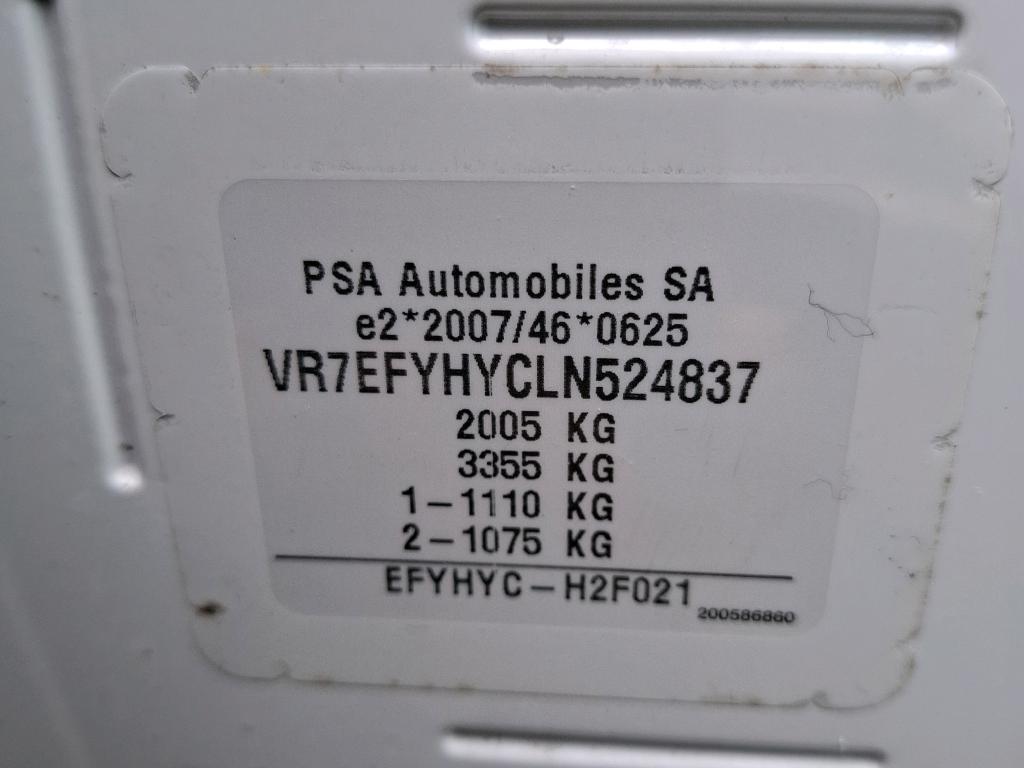 PSA Automobiles SA
e2*2007/46*0625
VR7EFYHYCLN524837
2005 KG
3355 KG
1-1110 KG
2-1075 KG
EFYHYC-H2F021
200586860